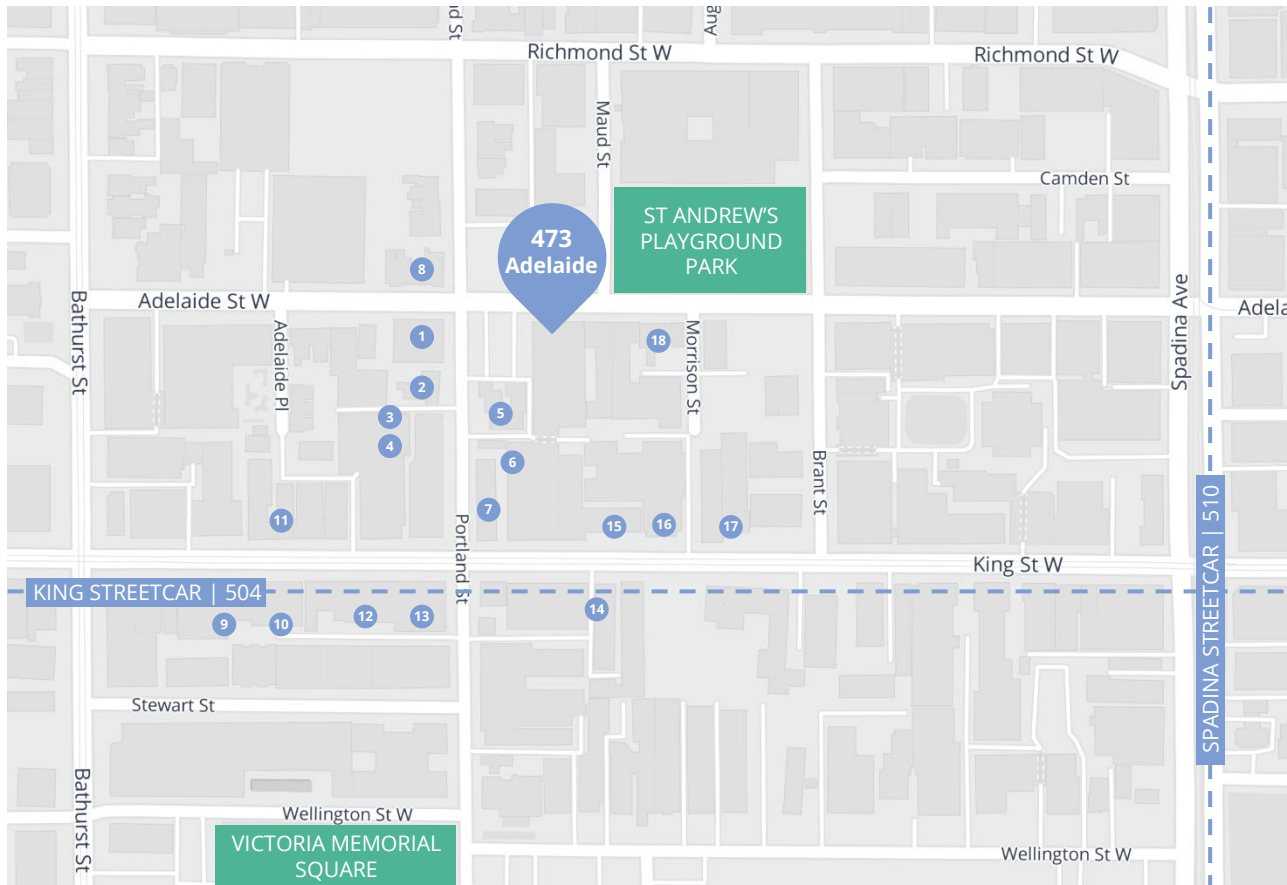 nd St
Aug
Richmond St W
Richmond St W
Maud St
Camden St
ST ANDREW'S
PLAYGROUND
PARK
473
Adelaide
8
Adelaide St W
Bathurst St
Spadina Ave
Adela
Adelaide Pl
1
Morrison St
18
2
3
5
4
6
Brant St
7
11
15
16
17
Portland St
King St W
KING STREETCAR | 504
SPADINA STREETCAR | 510
9
10
12
13
14
Stewart St
Bathurst St
Wellington St W
VICTORIA MEMORIAL
SQUARE
Wellington St W